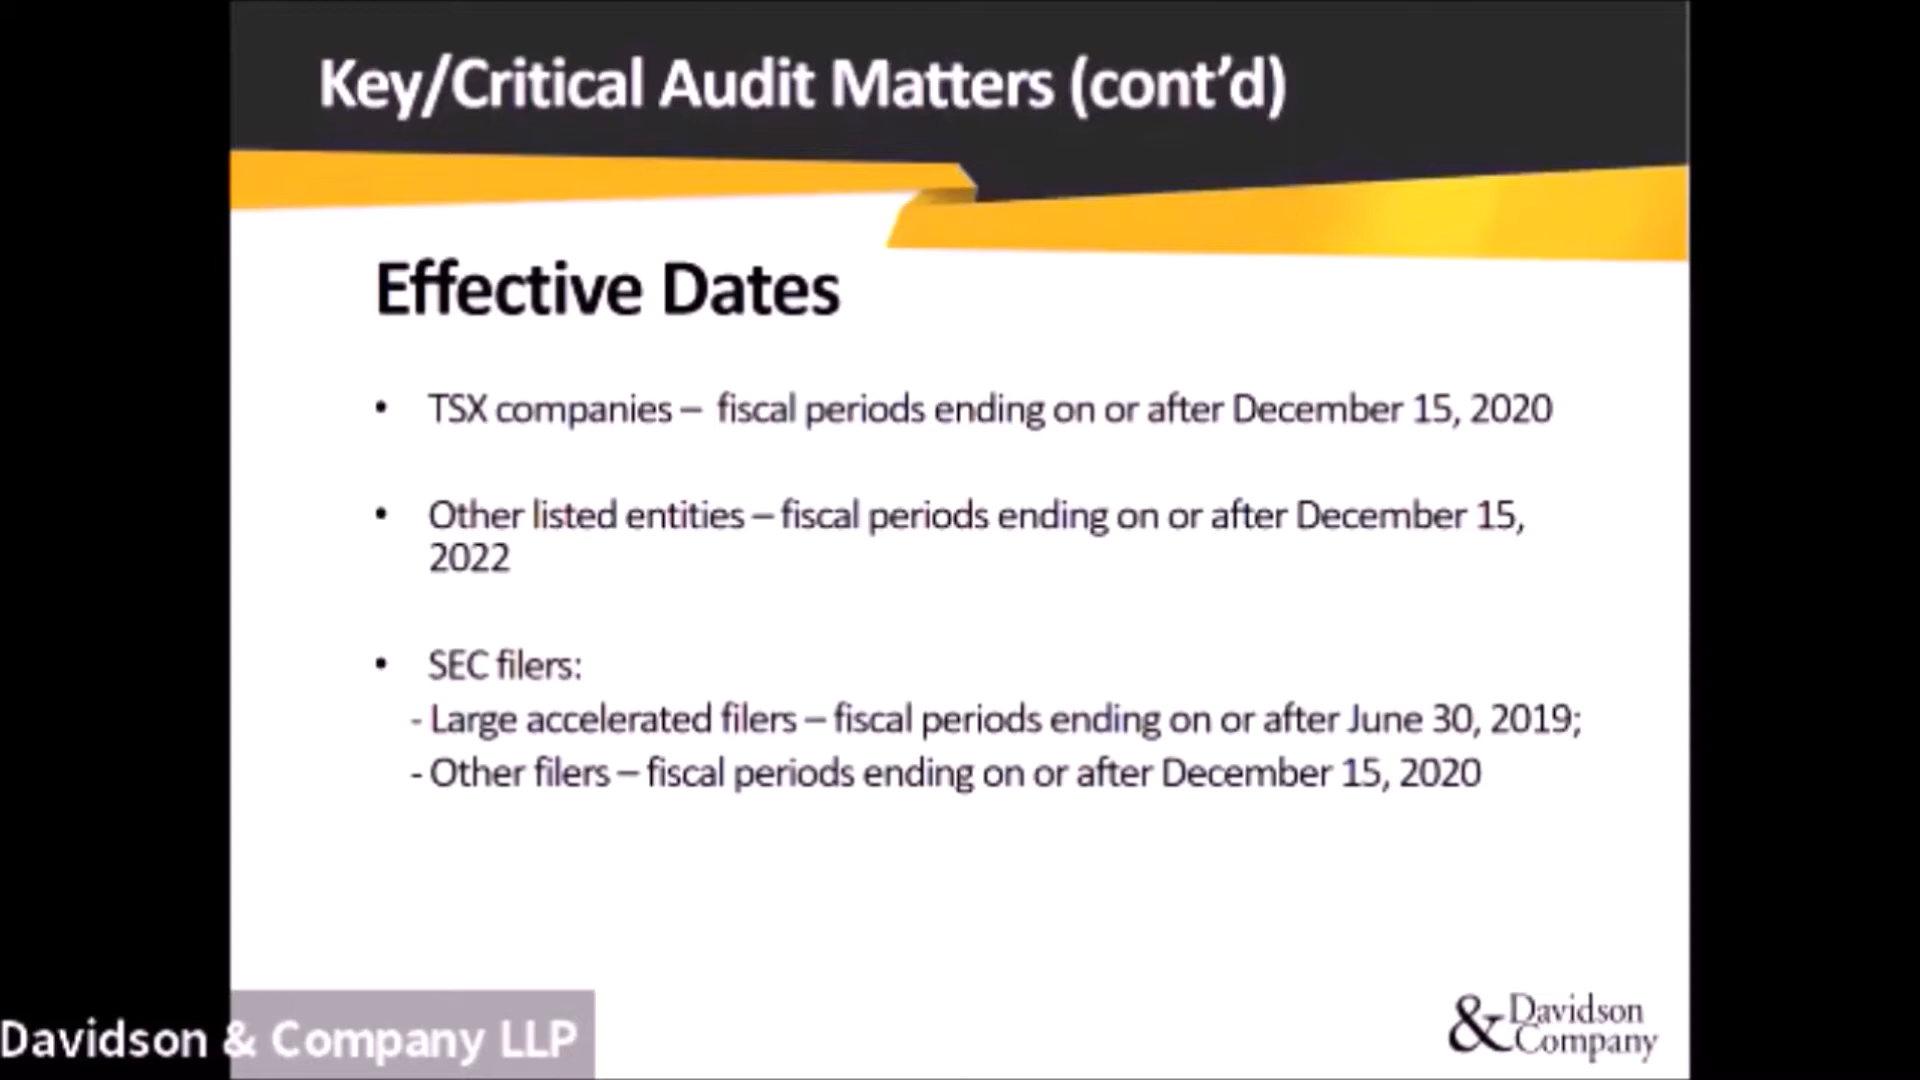 Key/Critical Audit Matters (cont’d)
Effective Dates
• TSX companies – fiscal periods ending on or after December 15, 2020
• Other listed entities – fiscal periods ending on or after December 15,
2022
• SEC filers:
- Large accelerated filers – fiscal periods ending on or after June 30, 2019;
- Other filers – fiscal periods ending on or after December 15, 2020
Davidson & Company LLP
& Davidson
Company